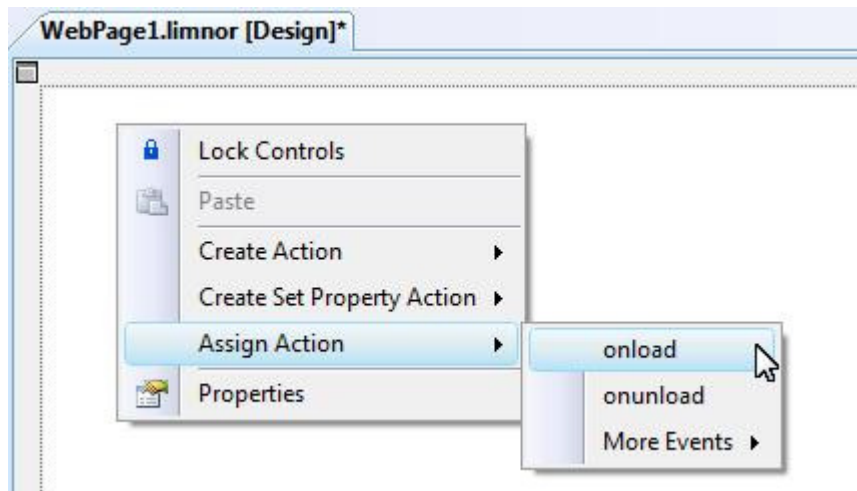 WebPage1.limnor [Design]*
Lock Controls
Paste
Create Action
Create Set Property Action
Assign Action
onload
Properties
onunload
More Events